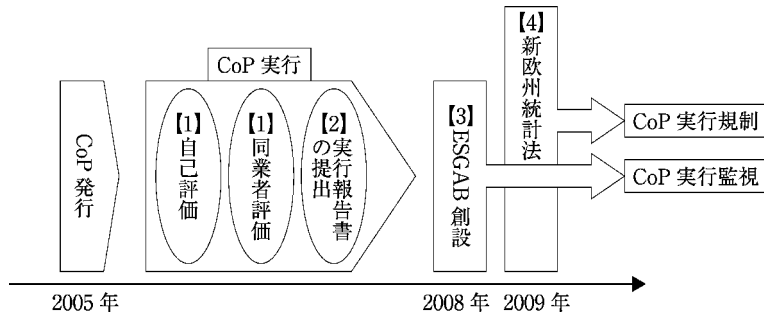 CoP 発行
CoP 実行
【1】自己評価
【1】同業者評価
【2】実行報告書
の提出
【3】ESGAB 創設
【4】新欧州統計法
CoP 実行規制
CoP 実行監視
2005 年
2008 年
2009 年